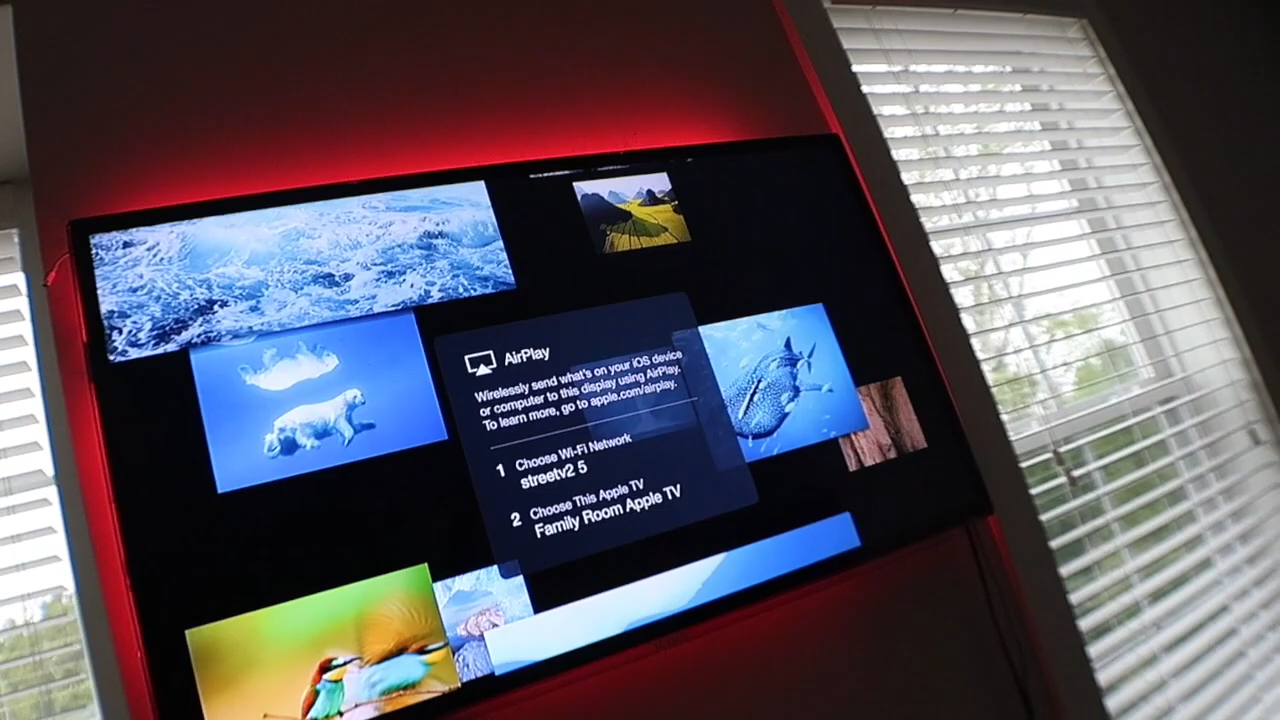 AirPlay
Wirelessly send what's on your iOS device
or computer to this display using AirPlay.
To learn more, go to apple.com/airplay.
1 Choose Wi-Fi Network
streetv2 5
2 Choose This Apple TV
Family Room Apple TV